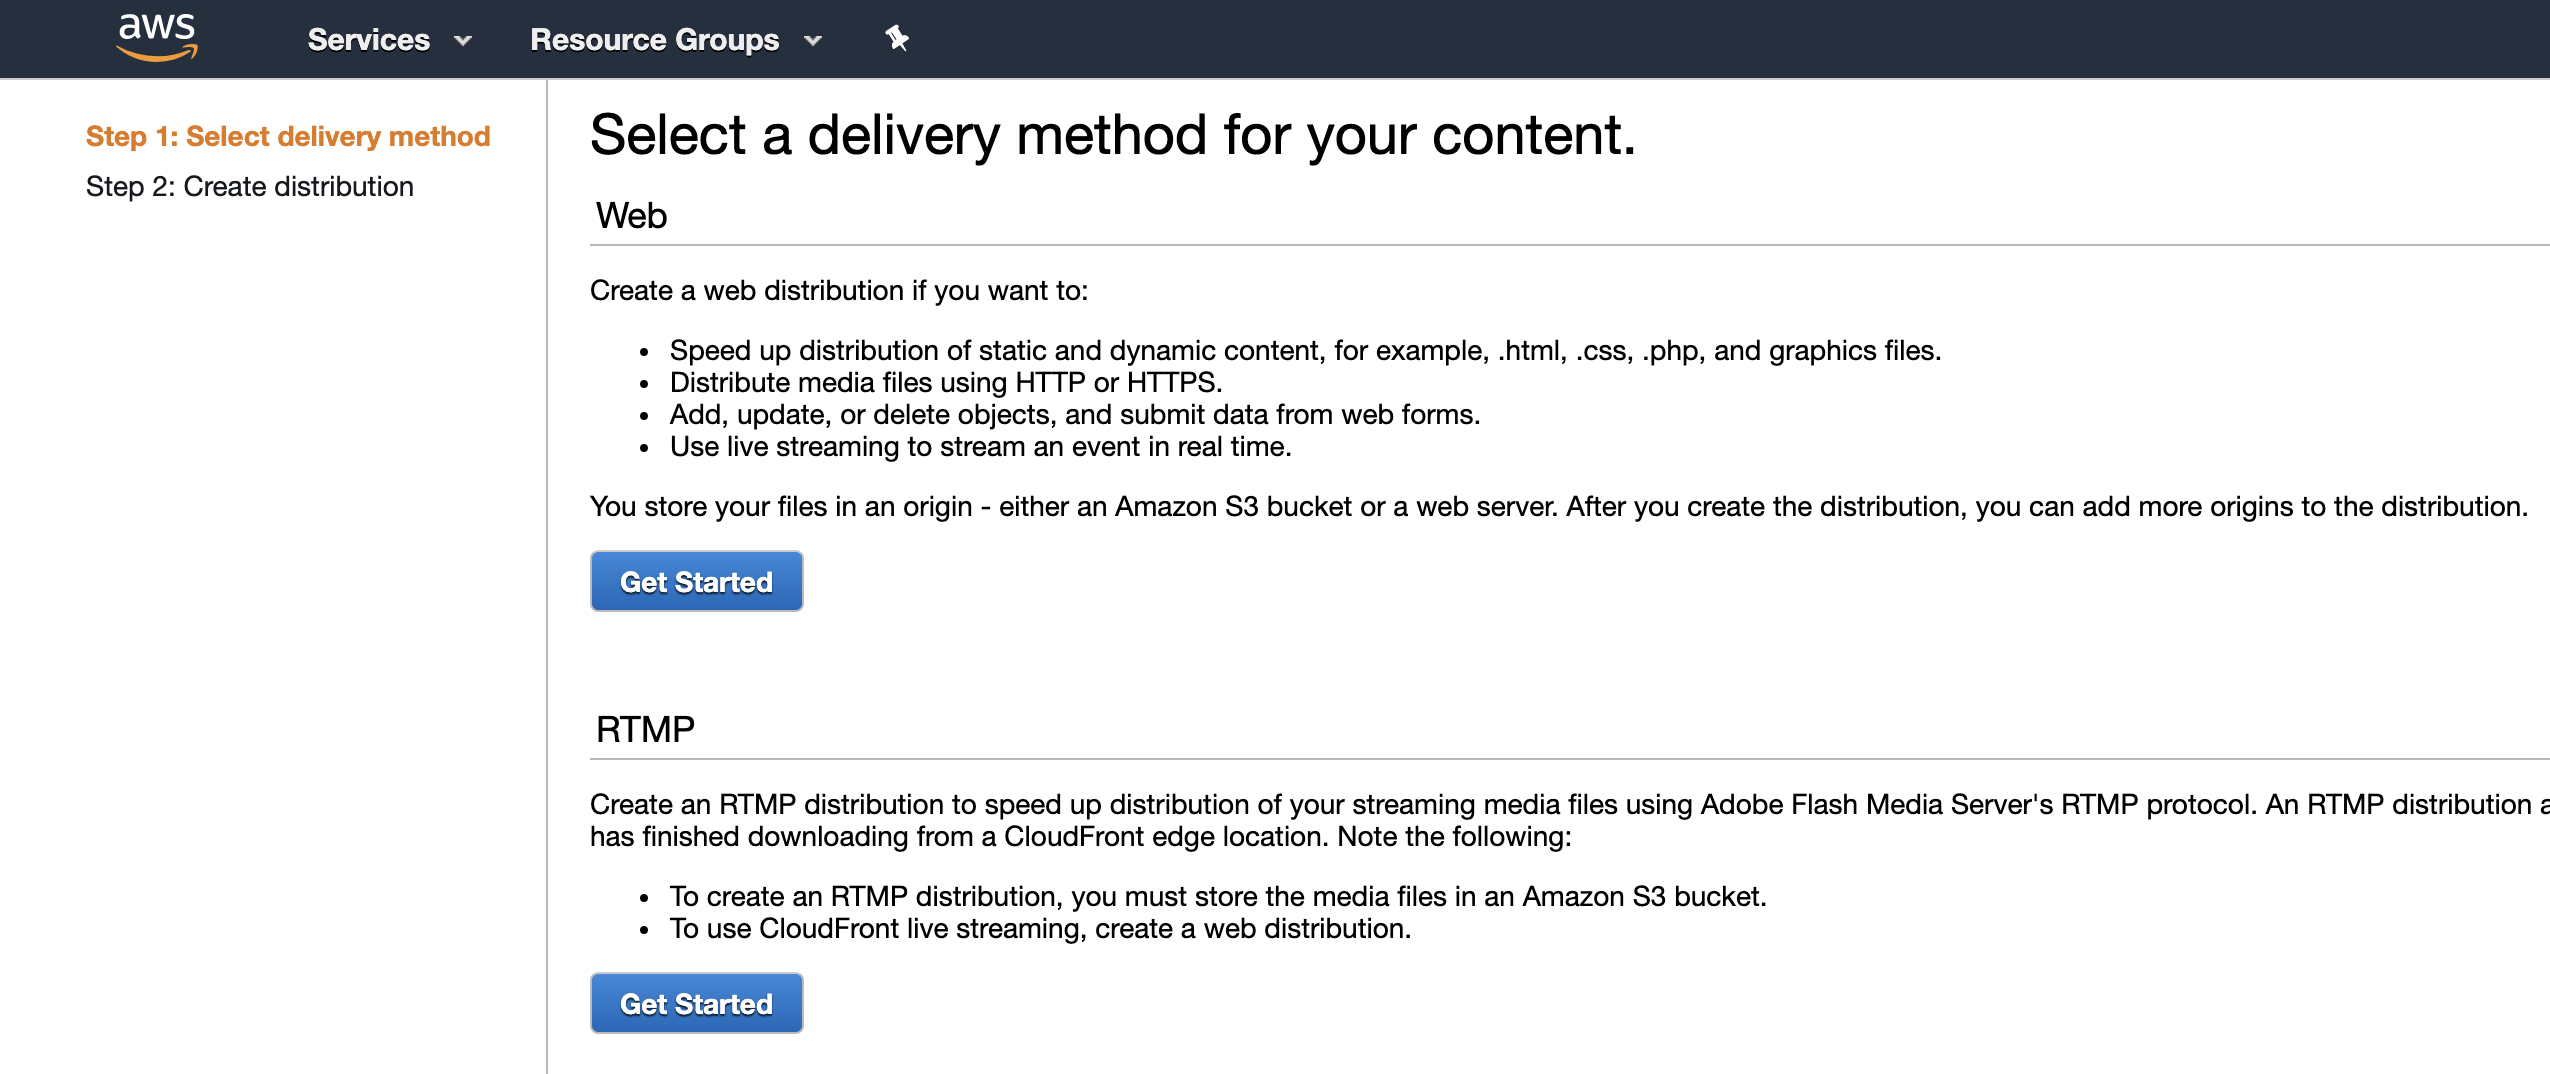 aws Services Resource Groups
Step 1: Select delivery method
Step 2: Create distribution
Select a delivery method for your content.
Web
Create a web distribution if you want to:
• Speed up distribution of static and dynamic content, for example, .html, .css, .php, and graphics files.
• Distribute media files using HTTP or HTTPS.
• Add, update, or delete objects, and submit data from web forms.
• Use live streaming to stream an event in real time.
You store your files in an origin - either an Amazon S3 bucket or a web server. After you create the distribution, you can add more origins to the distribution.
Get Started
RTMP
Create an RTMP distribution to speed up distribution of your streaming media files using Adobe Flash Media Server's RTMP protocol. An RTMP distribution
has finished downloading from a CloudFront edge location. Note the following:
• To create an RTMP distribution, you must store the media files in an Amazon S3 bucket.
• To use CloudFront live streaming, create a web distribution.
Get Started